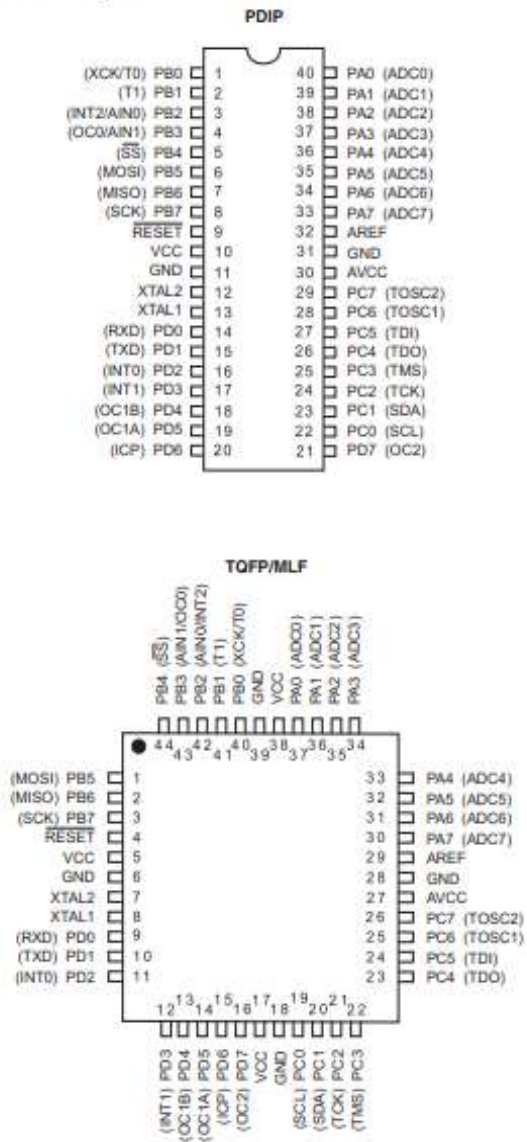 PDIP
(XCK/T0) PB0 1 40 PA0 (ADC0)
(T1) PB1 2 39 PA1 (ADC1)
(INT2/AIN0) PB2 3 38 PA2 (ADC2)
(OC0/AIN1) PB3 4 37 PA3 (ADC3)
(SS) PB4 5 36 PA4 (ADC4)
(MOSI) PB5 6 35 PA5 (ADC5)
(MISO) PB6 7 34 PA6 (ADC6)
(SCK) PB7 8 33 PA7 (ADC7)
RESET 9 32 AREF
VCC 10 31 GND
GND 11 30 AVCC
XTAL2 12 29 PC7 (TOSC2)
XTAL1 13 28 PC6 (TOSC1)
(RXD) PD0 14 27 PC5 (TDI)
(TXD) PD1 15 26 PC4 (TDO)
(INT0) PD2 16 25 PC3 (TMS)
(INT1) PD3 17 24 PC2 (TCK)
(OC1B) PD4 18 23 PC1 (SDA)
(OC1A) PD5 19 22 PC0 (SCL)
(ICP) PD6 20 21 PD7 (OC2)
TQFP/MLF
PB4 (SS)
PB3 (AIN1/OC0)
PB2 (AIN0/INT2)
PB1 (T1)
PB0 (XCK/T0)
GND
VCC
PA0 (ADC0)
PA1 (ADC1)
PA2 (ADC2)
PA3 (ADC3)
44 43 42 41 40 39 38 37 36 35 34
(MOSI) PB5 1 33 PA4 (ADC4)
(MISO) PB6 2 32 PA5 (ADC5)
(SCK) PB7 3 31 PA6 (ADC6)
RESET 4 30 PA7 (ADC7)
VCC 5 29 AREF
GND 6 28 GND
XTAL2 7 27 AVCC
XTAL1 8 26 PC7 (TOSC2)
(RXD) PD0 9 25 PC6 (TOSC1)
(TXD) PD1 10 24 PC5 (TDI)
(INT0) PD2 11 23 PC4 (TDO)
12 13 14 15 16 17 18 19 20 21 22
(INT1) PD3
(OC1B) PD4
(OC1A) PD5
(ICP) PD6
(OC2) PD7
VCC
GND
(SCL) PC0
(SDA) PC1
(TCK) PC2
(TMS) PC3